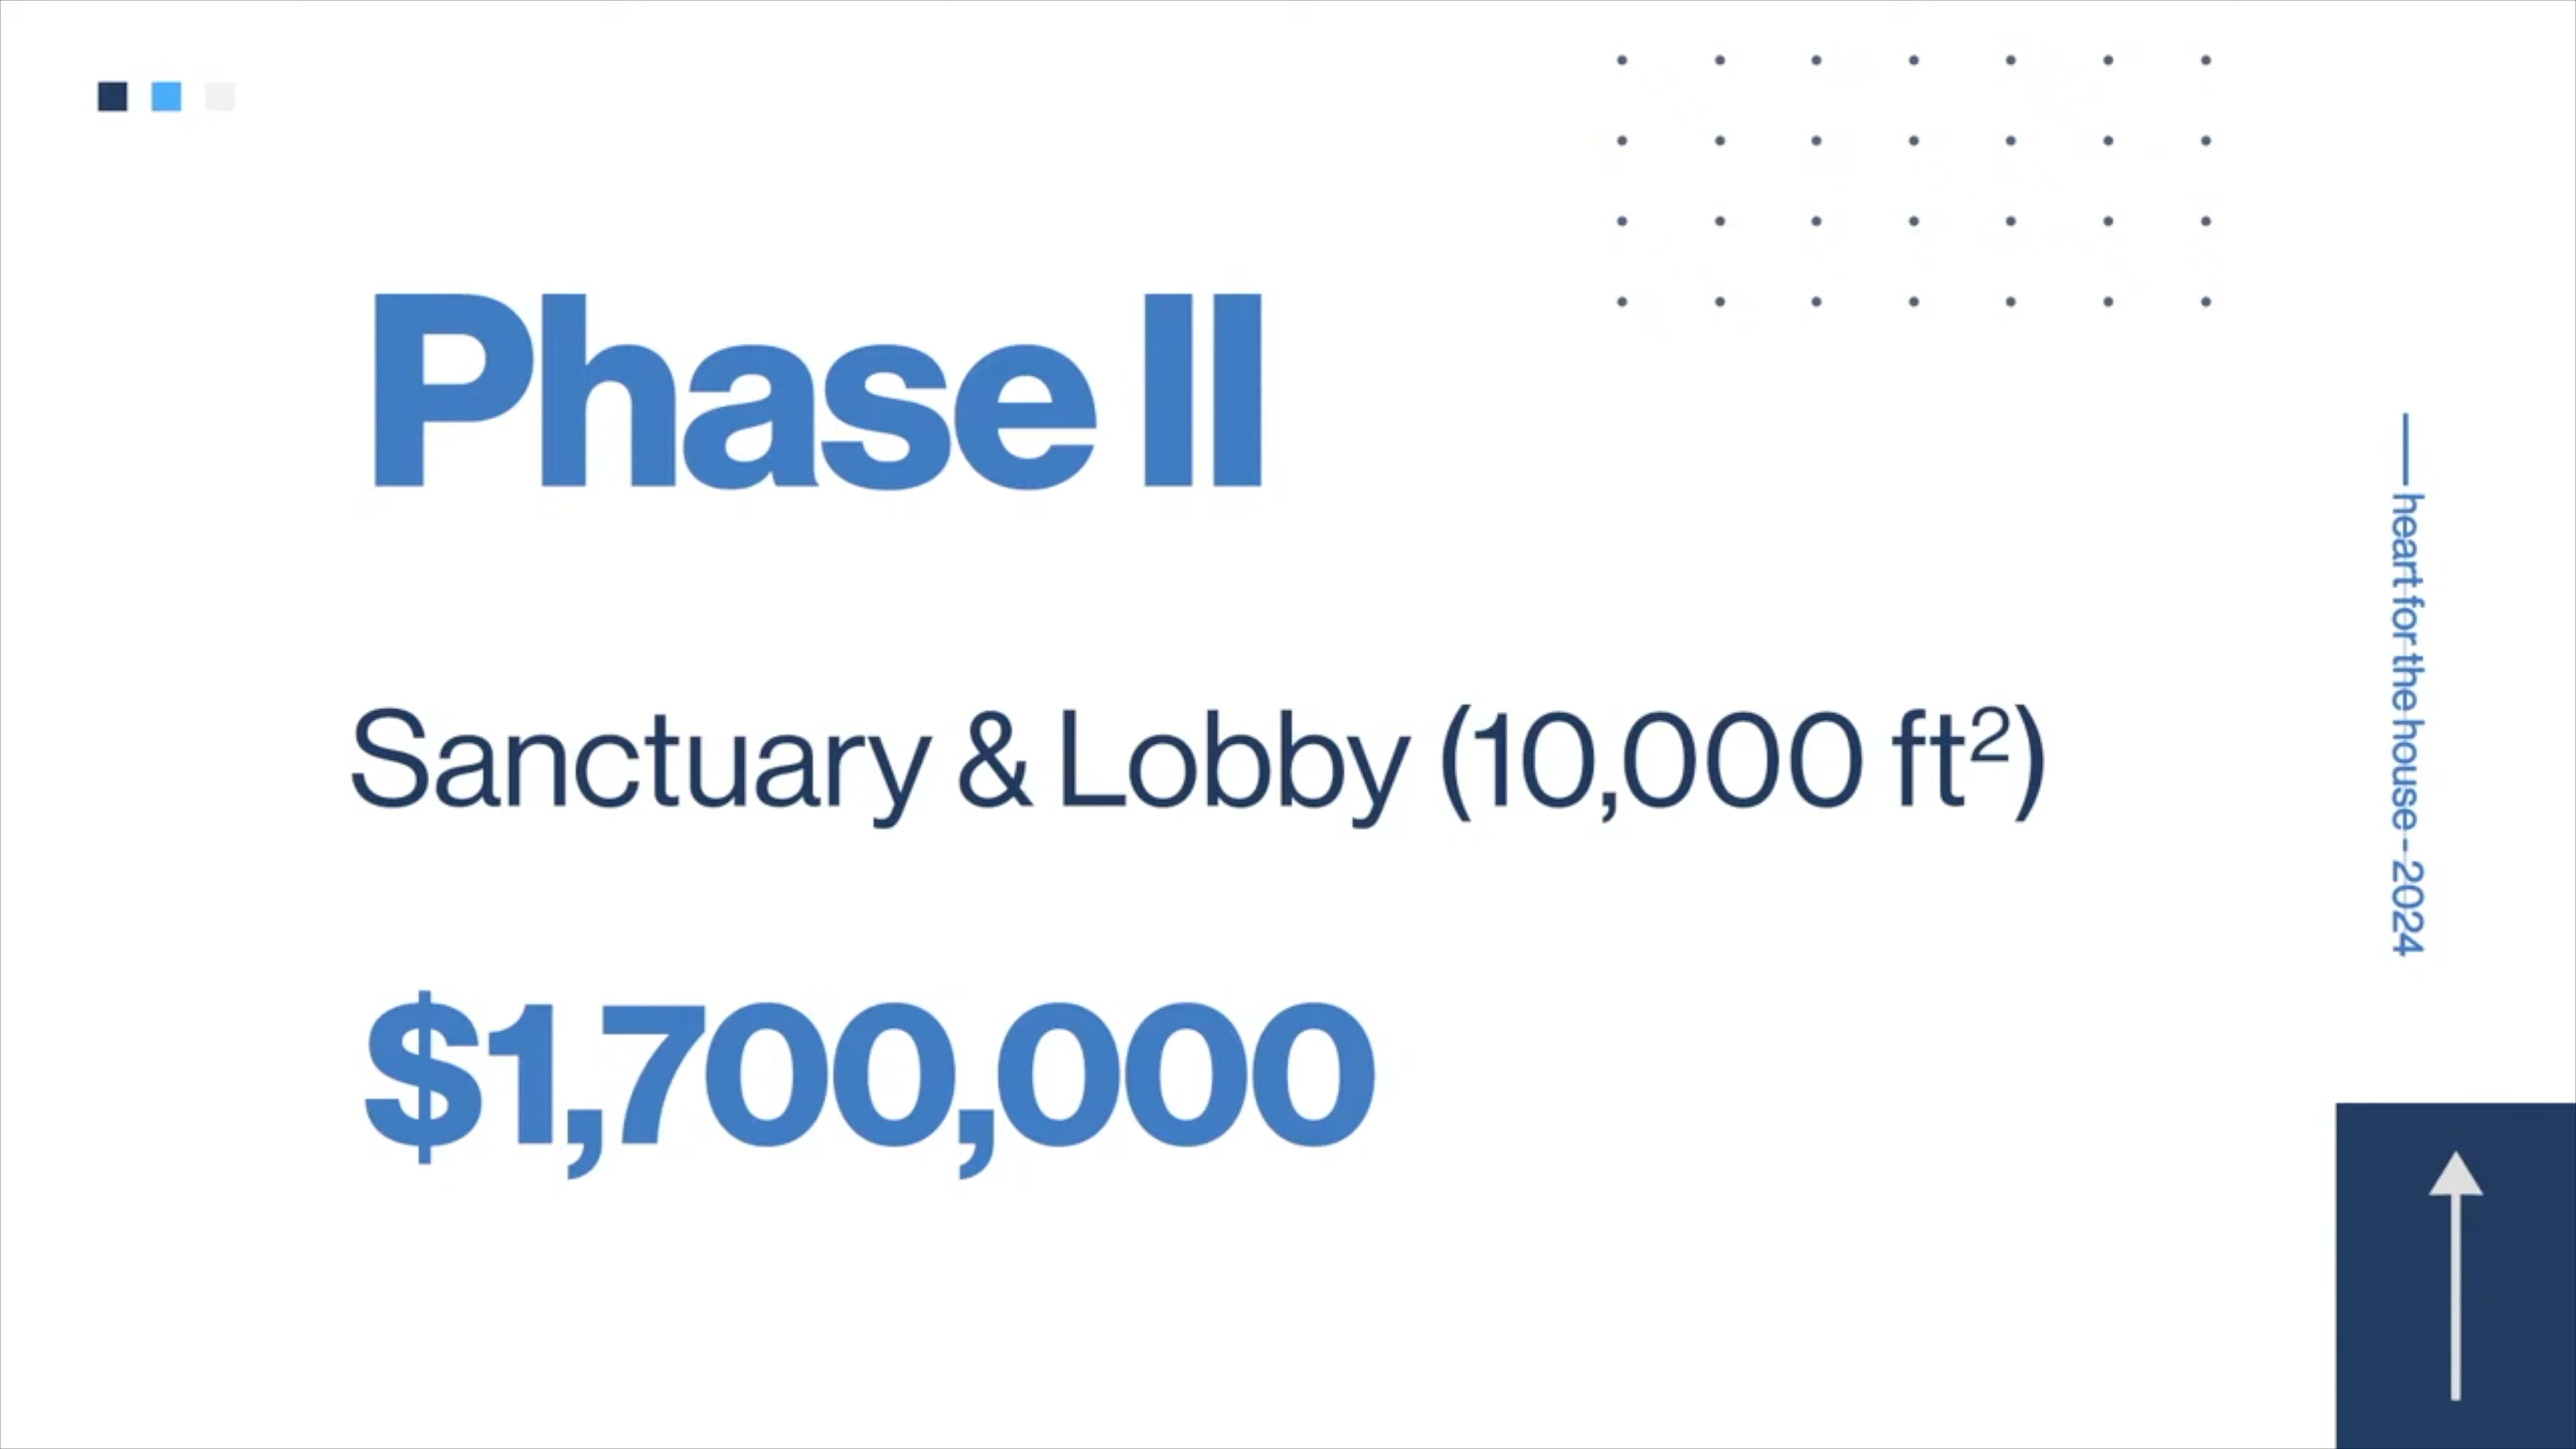 Phase II
Sanctuary & Lobby (10,000 ft²)
$1,700,000
heart for the house - 2024